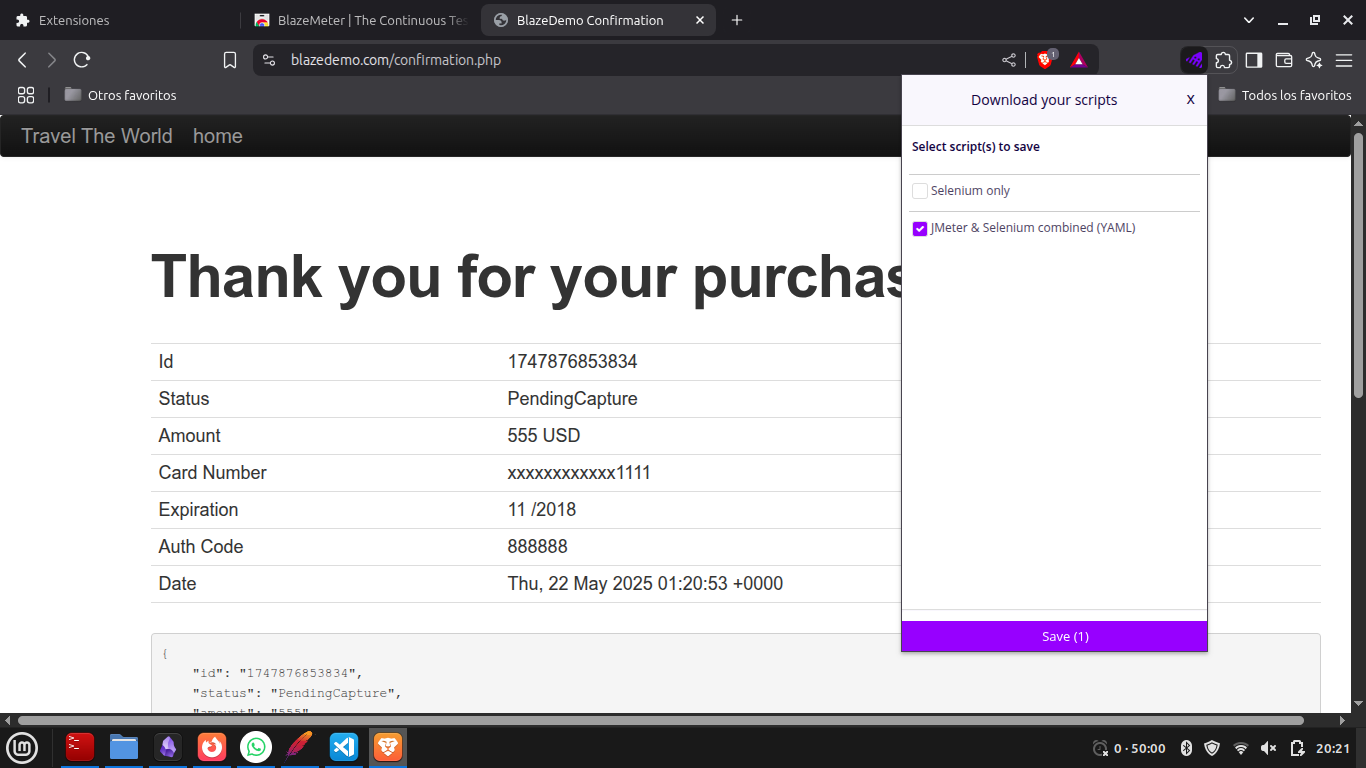 Extensiones
BlazeMeter | The Continuous Tes
BlazeDemo Confirmation
blazedemo.com/confirmation.php
1
Otros favoritos
Todos los favoritos
Travel The World home
Download your scripts
X
Select script(s) to save
Selenium only
JMeter & Selenium combined (YAML)
Save (1)
Thank you for your purchas
Id 1747876853834
Status PendingCapture
Amount 555 USD
Card Number xxxxxxxxxxxx1111
Expiration 11 /2018
Auth Code 888888
Date Thu, 22 May 2025 01:20:53 +0000
{
"id": "1747876853834",
"status": "PendingCapture",
"amount": "555"
0 · 50:00
20:21